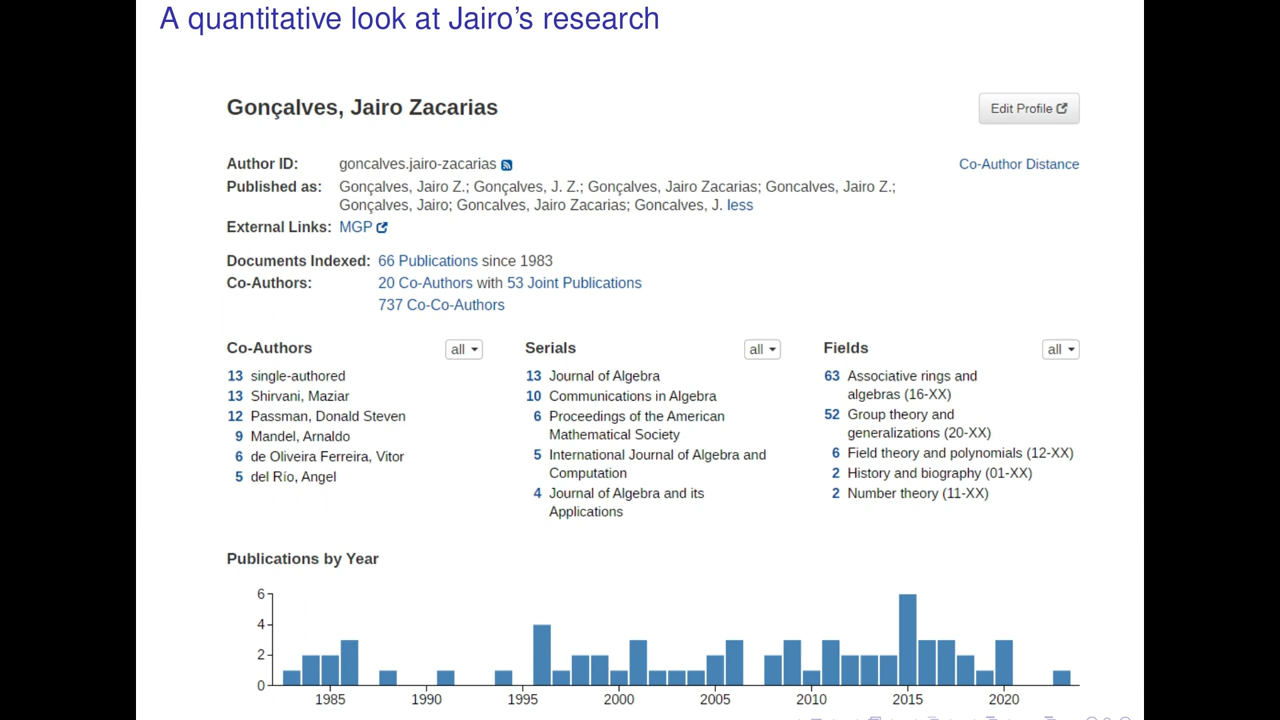 A quantitative look at Jairo's research
Gonçalves, Jairo Zacarias
Edit Profile
Author ID: goncalves.jairo-zacarias
Co-Author Distance
Published as: Gonçalves, Jairo Z.; Gonçalves, J. Z.; Gonçalves, Jairo Zacarias; Goncalves, Jairo Z.;
Gonçalves, Jairo; Goncalves, Jairo Zacarias; Goncalves, J. less
External Links: MGP
Documents Indexed: 66 Publications since 1983
Co-Authors: 20 Co-Authors with 53 Joint Publications
737 Co-Co-Authors
Co-Authors all
13 single-authored
13 Shirvani, Maziar
12 Passman, Donald Steven
9 Mandel, Arnaldo
6 de Oliveira Ferreira, Vitor
5 del Río, Angel
Serials all
13 Journal of Algebra
10 Communications in Algebra
6 Proceedings of the American
Mathematical Society
5 International Journal of Algebra and
Computation
4 Journal of Algebra and its
Applications
Fields all
63 Associative rings and
algebras (16-XX)
52 Group theory and
generalizations (20-XX)
6 Field theory and polynomials (12-XX)
2 History and biography (01-XX)
2 Number theory (11-XX)
Publications by Year
6
4
2
0
1985 1990 1995 2000 2005 2010 2015 2020